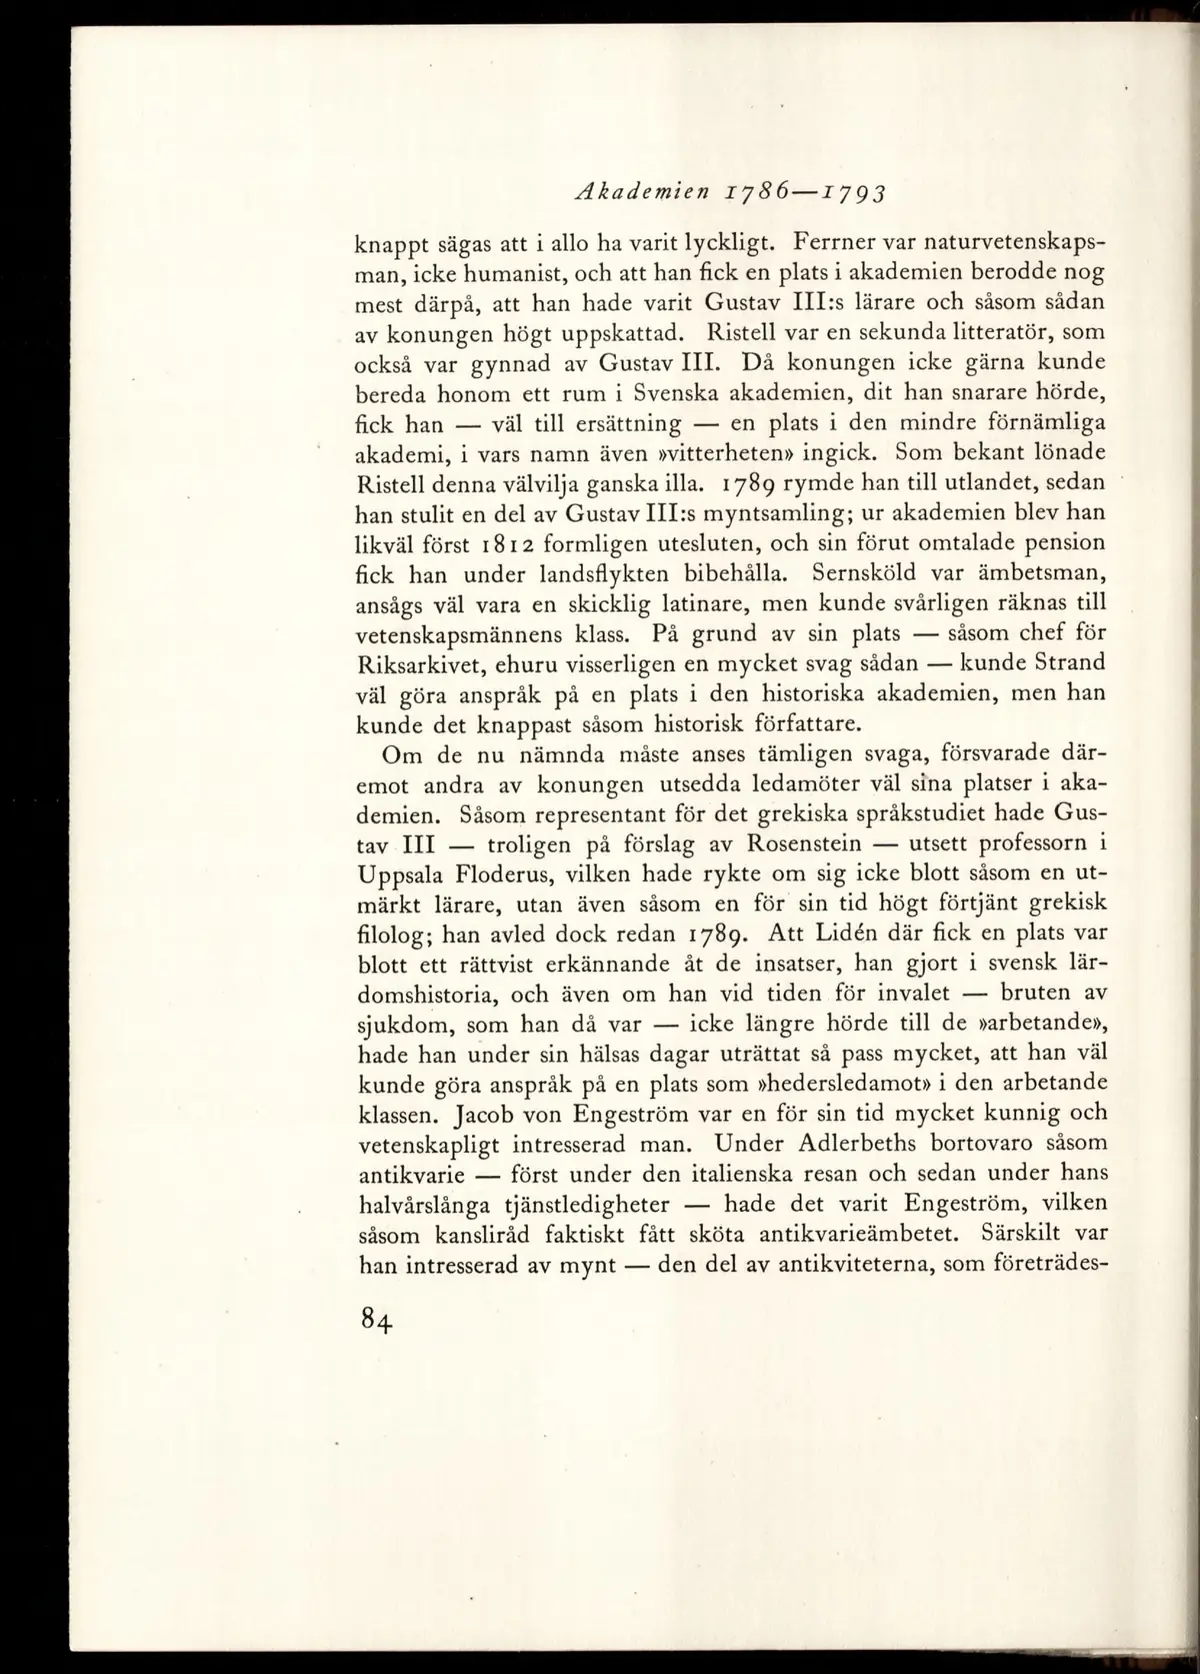 Akademien 1786—1793
knappt sägas att i allo ha varit lyckligt. Ferrner var naturvetenskaps-
man, icke humanist, och att han fick en plats i akademien berodde nog
mest därpå, att han hade varit Gustav III:s lärare och såsom sådan
av konungen högt uppskattad. Ristell var en sekunda litteratör, som
också var gynnad av Gustav III. Då konungen icke gärna kunde
bereda honom ett rum i Svenska akademien, dit han snarare hörde,
fick han — väl till ersättning — en plats i den mindre förnämliga
akademi, i vars namn även »vitterheten» ingick. Som bekant lönade
Ristell denna välvilja ganska illa. 1789 rymde han till utlandet, sedan
han stulit en del av Gustav III:s myntsamling; ur akademien blev han
likväl först 1812 formligen utesluten, och sin förut omtalade pension
fick han under landsflykten bibehålla. Sernsköld var ämbetsman,
ansågs väl vara en skicklig latinare, men kunde svårligen räknas till
vetenskapsmännens klass. På grund av sin plats — såsom chef för
Riksarkivet, ehuru visserligen en mycket svag sådan — kunde Strand
väl göra anspråk på en plats i den historiska akademien, men han
kunde det knappast såsom historisk författare.
Om de nu nämnda måste anses tämligen svaga, försvarade där-
emot andra av konungen utsedda ledamöter väl sina platser i aka-
demien. Såsom representant för det grekiska språkstudiet hade Gus-
tav III — troligen på förslag av Rosenstein — utsett professorn i
Uppsala Floderus, vilken hade rykte om sig icke blott såsom en ut-
märkt lärare, utan även såsom en för sin tid högt förtjänt grekisk
filolog; han avled dock redan 1789. Att Lidén där fick en plats var
blott ett rättvist erkännande åt de insatser, han gjort i svensk lär-
domshistoria, och även om han vid tiden för invalet — bruten av
sjukdom, som han då var — icke längre hörde till de »arbetande»,
hade han under sin hälsas dagar uträttat så pass mycket, att han väl
kunde göra anspråk på en plats som »hedersledamot» i den arbetande
klassen. Jacob von Engeström var en för sin tid mycket kunnig och
vetenskapligt intresserad man. Under Adlerbeths bortovaro såsom
antikvarie — först under den italienska resan och sedan under hans
halvårslånga tjänstledigheter — hade det varit Engeström, vilken
såsom kansliråd faktiskt fått sköta antikvarieämbetet. Särskilt var
han intresserad av mynt — den del av antikviteterna, som företrädes-
84